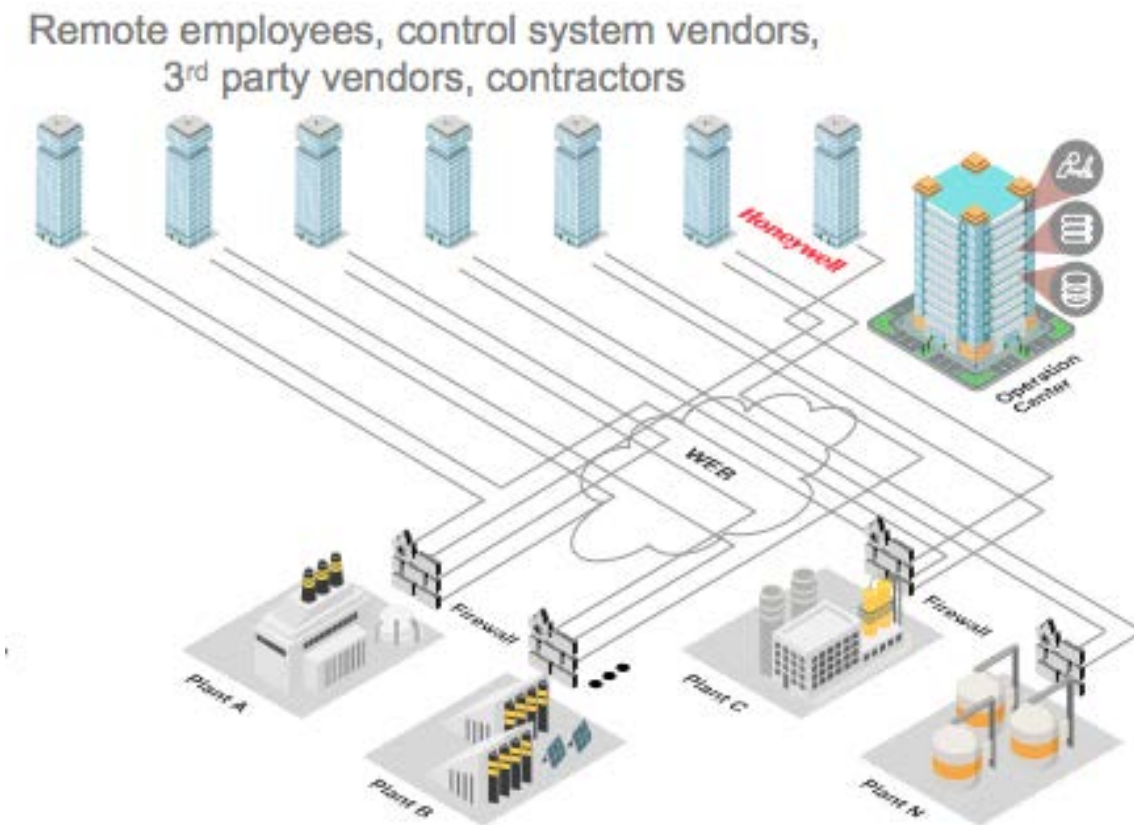 Remote employees, control system vendors,
3rd party vendors, contractors
Honeywell
Operation
Center
WEB
Firewall
Firewall
Plant A
Plant C
Plant B
Plant N